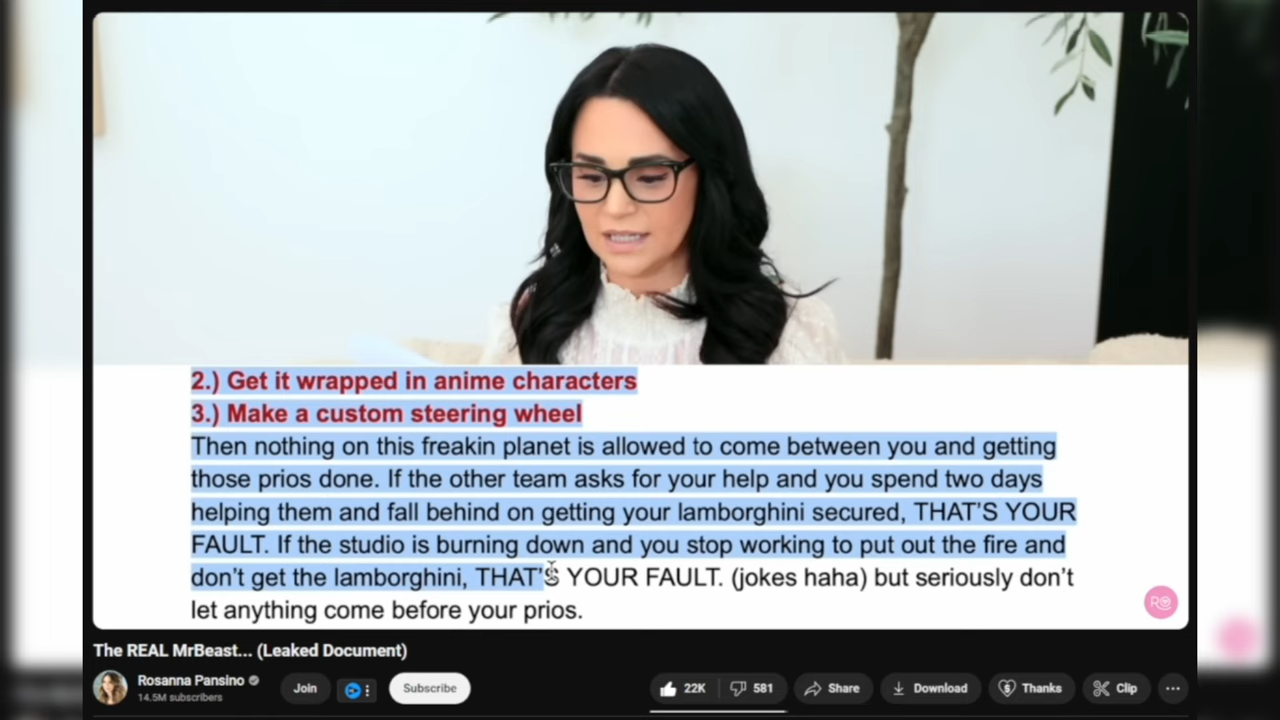 2.) Get it wrapped in anime characters
3.) Make a custom steering wheel
Then nothing on this freakin planet is allowed to come between you and getting
those prios done. If the other team asks for your help and you spend two days
helping them and fall behind on getting your lamborghini secured, THAT'S YOUR
FAULT. If the studio is burning down and you stop working to put out the fire and
don't get the lamborghini, THAT'S YOUR FAULT. (jokes haha) but seriously don't
let anything come before your prios.
R
The REAL MrBeast... (Leaked Document)
Rosanna Pansino
14.5M subscribers
Join
Subscribe
22K
581
Share
Download
Thanks
Clip